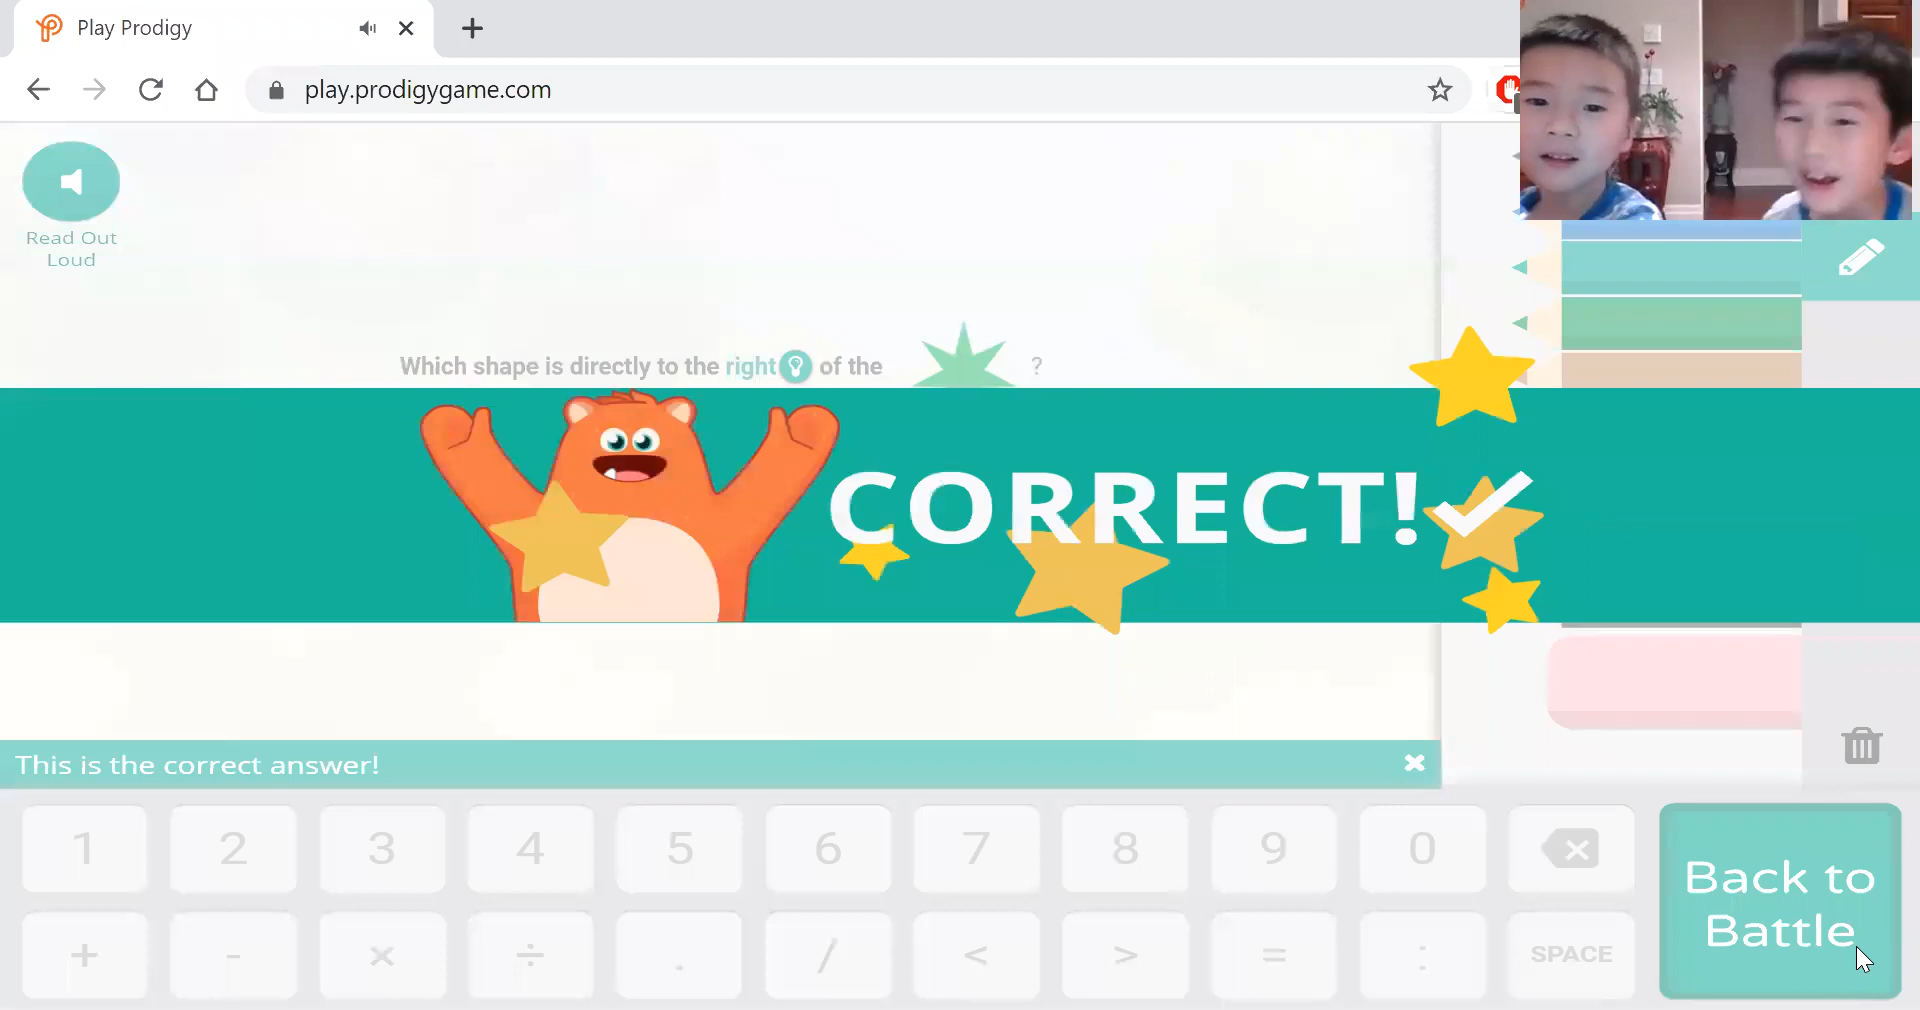 Play Prodigy
play.prodigygame.com
Read Out
Loud
Which shape is directly to the right of the ?
CORRECT!
This is the correct answer!
1 2 3 4 5 6 7 8 9 0
+ - × ÷ . / < > = : SPACE
Back to
Battle